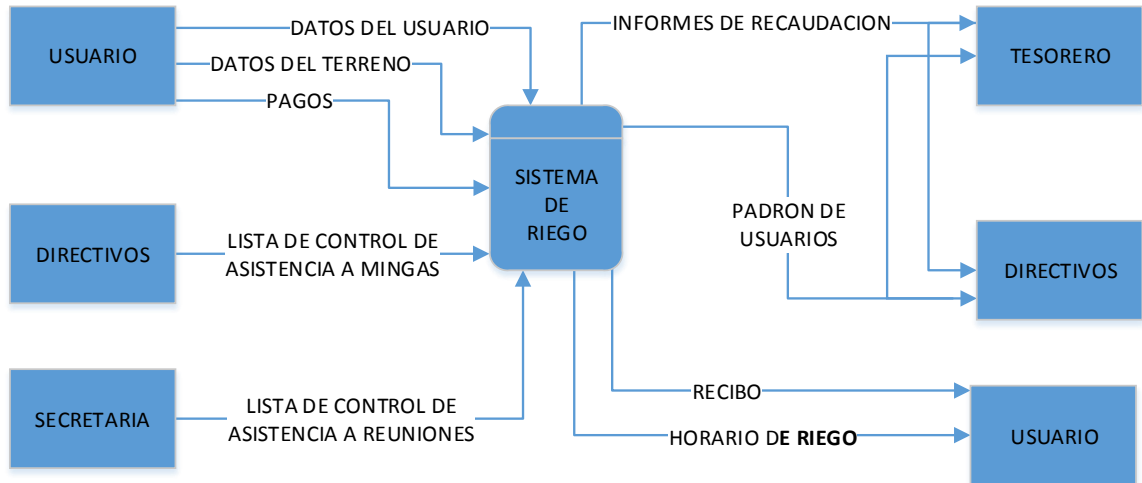 USUARIO
DATOS DEL USUARIO
DATOS DEL TERRENO
PAGOS
DIRECTIVOS
LISTA DE CONTROL DE
ASISTENCIA A MINGAS
SECRETARIA
LISTA DE CONTROL DE
ASISTENCIA A REUNIONES
SISTEMA
DE
RIEGO
INFORMES DE RECAUDACION
TESORERO
PADRON DE
USUARIOS
DIRECTIVOS
RECIBO
HORARIO DE RIEGO
USUARIO